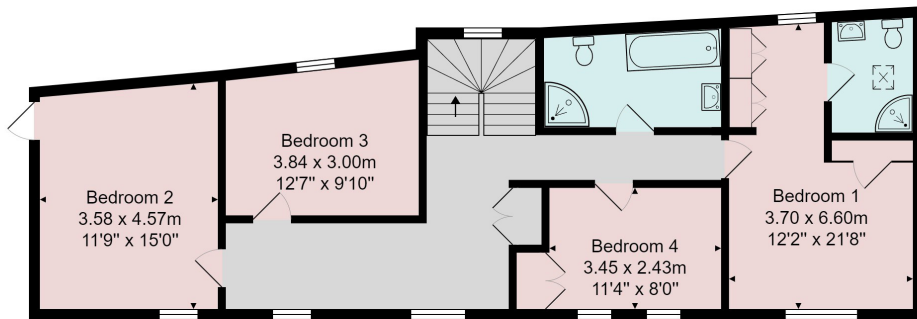 Bedroom 3
3.84 x 3.00m
12'7" x 9'10"
Bedroom 2
3.58 x 4.57m
11'9" x 15'0"
Bedroom 1
3.70 x 6.60m
12'2" x 21'8"
Bedroom 4
3.45 x 2.43m
11'4" x 8'0"